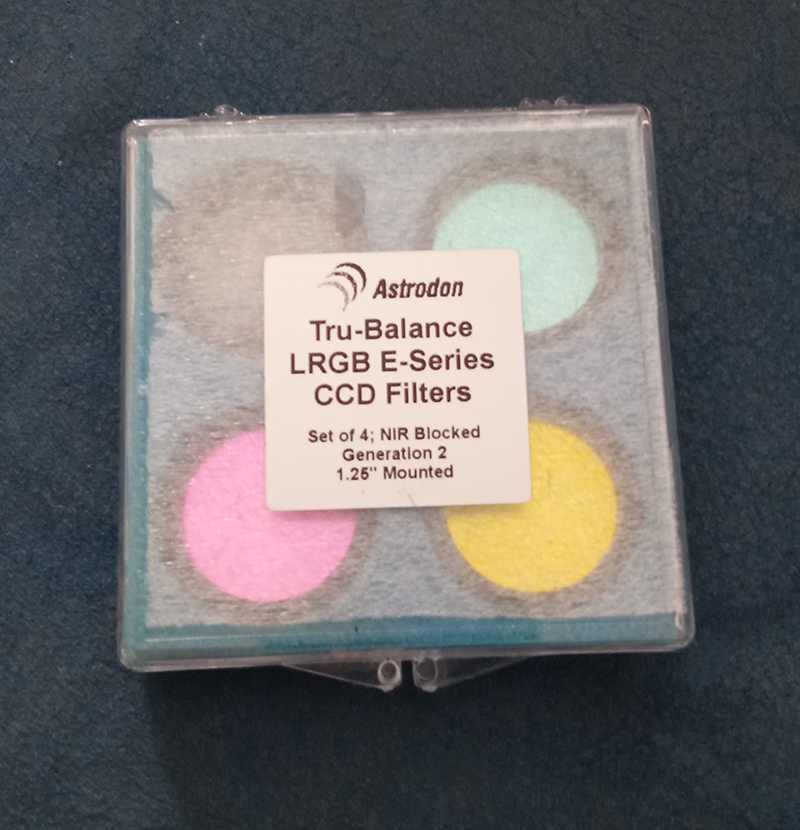 Astrodon
Tru-Balance
LRGB E-Series
CCD Filters
Set of 4; NIR Blocked
Generation 2
1.25" Mounted